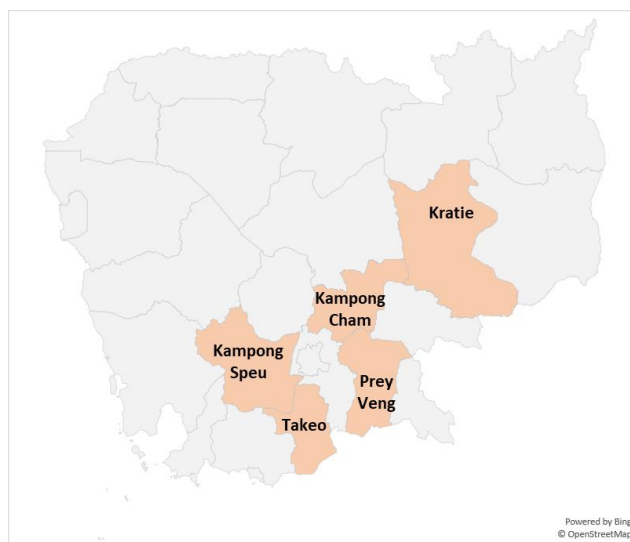 Kratie
Kampong
Cham
Kampong
Speu
Prey
Veng
Takeo
Powered by Bing
© OpenStreetMap